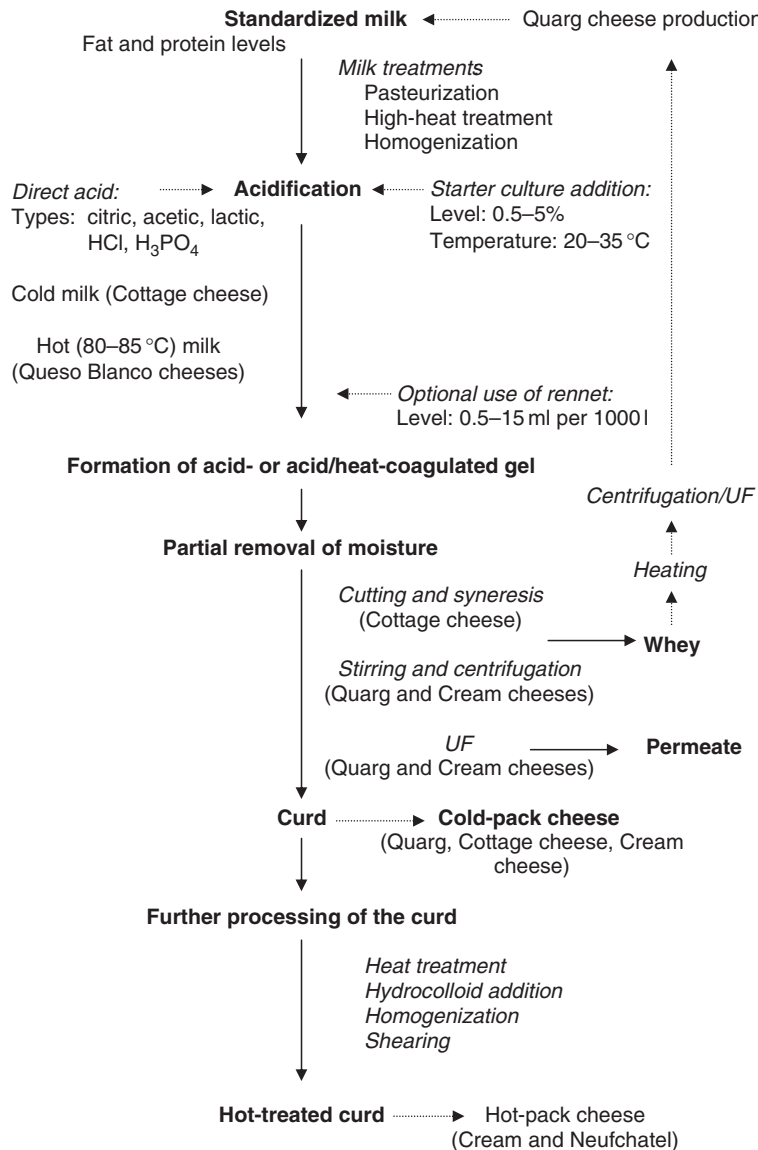 Standardized milk
Quarg cheese production
Fat and protein levels
Milk treatments
Pasteurization
High-heat treatment
Homogenization
Direct acid:
Types: citric, acetic, lactic,
HCl, H₃PO₄
Acidification
Starter culture addition:
Level: 0.5–5%
Temperature: 20–35 °C
Cold milk (Cottage cheese)
Hot (80–85 °C) milk
(Queso Blanco cheeses)
Optional use of rennet:
Level: 0.5–15 ml per 1000 l
Formation of acid- or acid/heat-coagulated gel
Centrifugation/UF
Partial removal of moisture
Heating
Cutting and syneresis
(Cottage cheese)
Whey
Stirring and centrifugation
(Quarg and Cream cheeses)
UF
(Quarg and Cream cheeses)
Permeate
Curd
Cold-pack cheese
(Quarg, Cottage cheese, Cream
cheese)
Further processing of the curd
Heat treatment
Hydrocolloid addition
Homogenization
Shearing
Hot-treated curd
Hot-pack cheese
(Cream and Neufchatel)